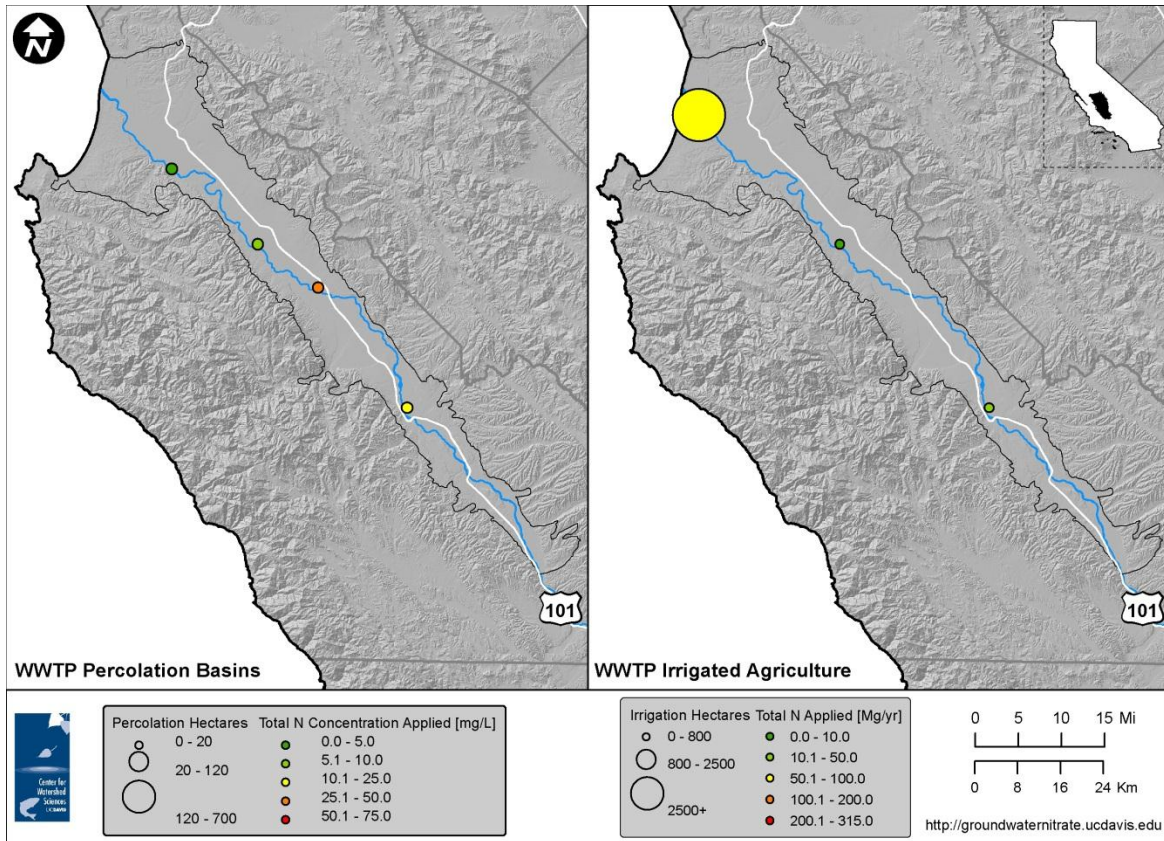 N
101
WWTP Percolation Basins
101
WWTP Irrigated Agriculture
Center for
Watershed
Sciences
UCDAVIS
Percolation Hectares Total N Concentration Applied [mg/L]
0 - 20
20 - 120
120 - 700
0.0 - 5.0
5.1 - 10.0
10.1 - 25.0
25.1 - 50.0
50.1 - 75.0
Irrigation Hectares Total N Applied [Mg/yr]
0 - 800
800 - 2500
2500+
0.0 - 10.0
10.1 - 50.0
50.1 - 100.0
100.1 - 200.0
200.1 - 315.0
0 5 10 15 Mi
0 8 16 24 Km
http://groundwaternitrate.ucdavis.edu